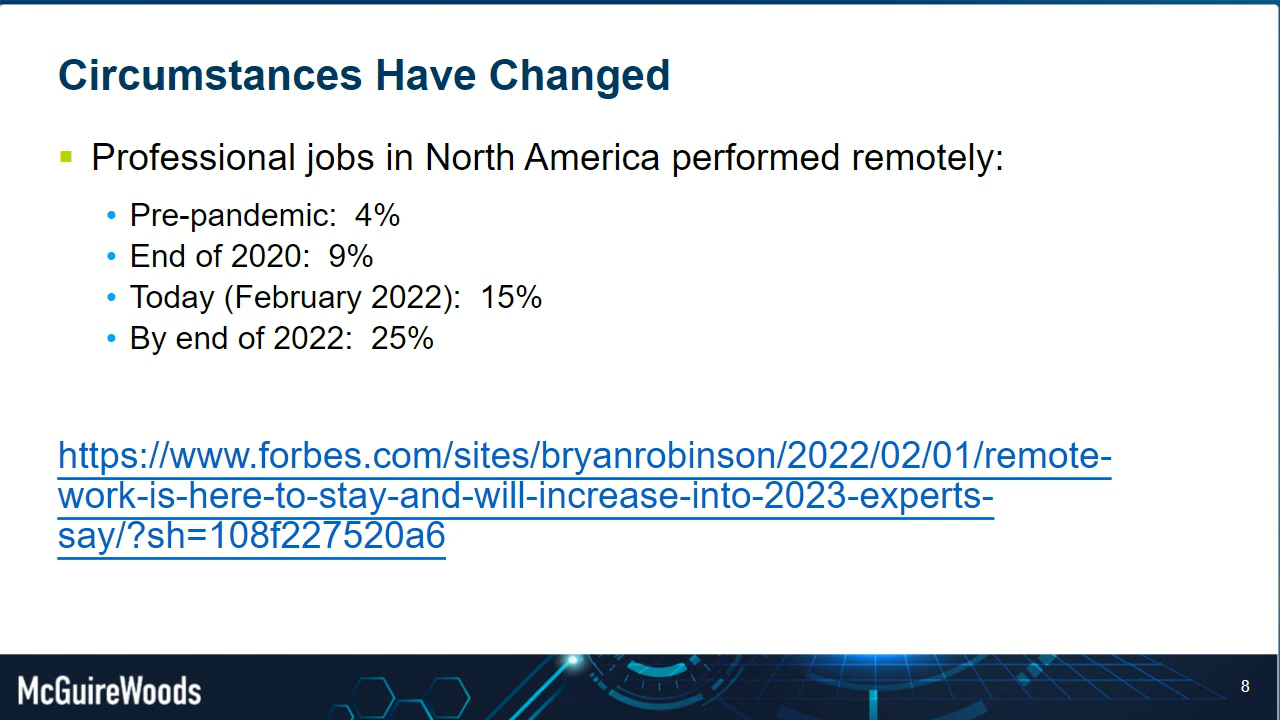 Circumstances Have Changed
Professional jobs in North America performed remotely:
Pre-pandemic: 4%
End of 2020: 9%
Today (February 2022): 15%
By end of 2022: 25%
https://www.forbes.com/sites/bryanrobinson/2022/02/01/remote-
work-is-here-to-stay-and-will-increase-into-2023-experts-
say/?sh=108f227520a6
McGuireWoods
8